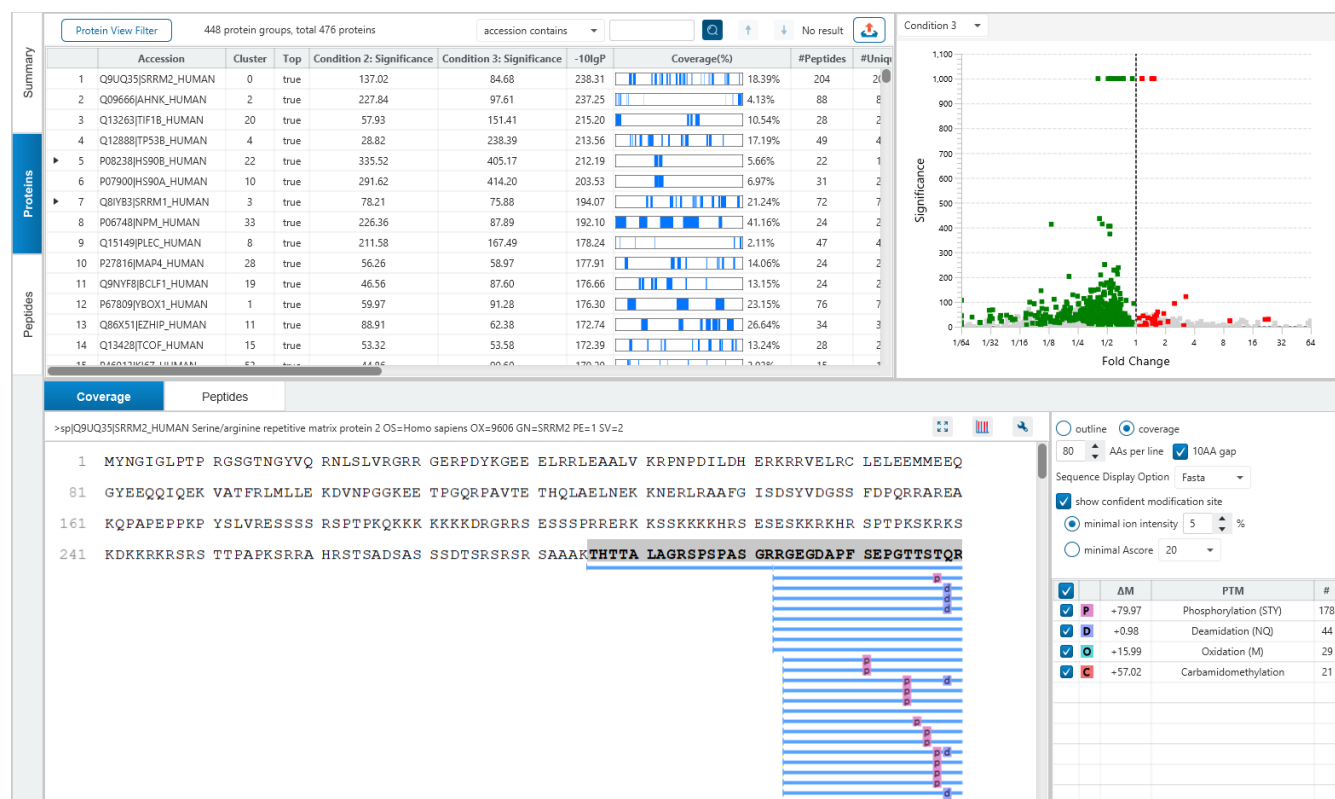 Summary
Proteins
Peptides
Protein View Filter 448 protein groups, total 476 proteins accession contains No result
Accession Cluster Top Condition 2: Significance Condition 3: Significance -10lgP Coverage(%) #Peptides #Uniqu
1 Q9UQ35|SRRM2_HUMAN 0 true 137.02 84.68 238.31 18.39% 204 20
2 Q09666|AHNK_HUMAN 2 true 227.84 97.61 237.25 4.13% 88 8
3 Q13263|TIF1B_HUMAN 20 true 57.93 151.41 215.20 10.54% 28 2
4 Q12888|TP53B_HUMAN 4 true 28.82 238.39 213.56 17.19% 49 4
5 P08238|HS90B_HUMAN 22 true 335.52 405.17 212.19 5.66% 22 1
6 P07900|HS90A_HUMAN 10 true 291.62 414.20 203.53 6.97% 31 2
7 Q8IYB3|SRRM1_HUMAN 3 true 78.21 75.88 194.07 21.24% 72 7
8 P06748|NPM_HUMAN 33 true 226.36 87.89 192.10 41.16% 24 2
9 Q15149|PLEC_HUMAN 8 true 211.58 167.49 178.24 2.11% 47 4
10 P27816|MAP4_HUMAN 28 true 56.26 58.97 177.91 14.06% 24 2
11 Q9NYF8|BCLF1_HUMAN 19 true 46.56 87.60 176.66 13.15% 24 2
12 P67809|YBOX1_HUMAN 1 true 59.97 91.28 176.30 23.15% 76 7
13 Q86X51|EZHIP_HUMAN 11 true 88.91 62.38 172.74 26.64% 34 3
14 Q13428|TCOF_HUMAN 15 true 53.32 53.58 172.39 13.24% 28 2
Condition 3
1,100
1,000
900
800
700
600
500
400
300
200
100
0
Significance
1/64 1/32 1/16 1/8 1/4 1/2 1 2 4 8 16 32 64
Fold Change
Coverage Peptides
>sp|Q9UQ35|SRRM2_HUMAN Serine/arginine repetitive matrix protein 2 OS=Homo sapiens OX=9606 GN=SRRM2 PE=1 SV=2
1 MYNGIGLPTP RGSGTNGYVQ RNLSLVRGRR GERPDYKGEE ELRRLEAALV KRPNPDILDH ERKRRVELRC LELEEMMEEQ
81 GYEEQQIQEK VATFRLMLLE KDVNPGGKEE TPGQRPAVTE THQLAELNEK KNERLRAAFG ISDSYVDGSS FDPQRRAREA
161 KQPAPEPPKP YSLVRESSSS RSPTPKQKKK KKKKDRGRRS ESSSPRRERK KSSKKKKHRS ESESKKRKHR SPTPKSKRKS
241 KDKKRKRSRS TTPAPKSRRA HRSTSADSAS SSDTSRSRSR SAAAKTHTTA LAGRSPSPAS GRRGEGDAPF SEPGTTSTQR
p
d
d
d
p
p
p d
p
p
p
p
p
p d
p
p
p
d
outline coverage
80 AAs per line 10AA gap
Sequence Display Option Fasta
show confident modification site
minimal ion intensity 5 %
minimal Ascore 20
ΔM PTM #
P +79.97 Phosphorylation (STY) 178
D +0.98 Deamidation (NQ) 44
O +15.99 Oxidation (M) 29
C +57.02 Carbamidomethylation 21